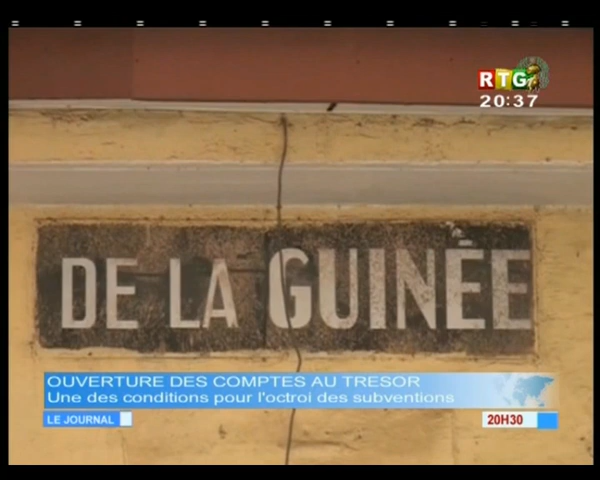 RTG
20:37
DE LA GUINÉE
OUVERTURE DES COMPTES AU TRESOR
Une des conditions pour l'octroi des subventions
LE JOURNAL
20H30